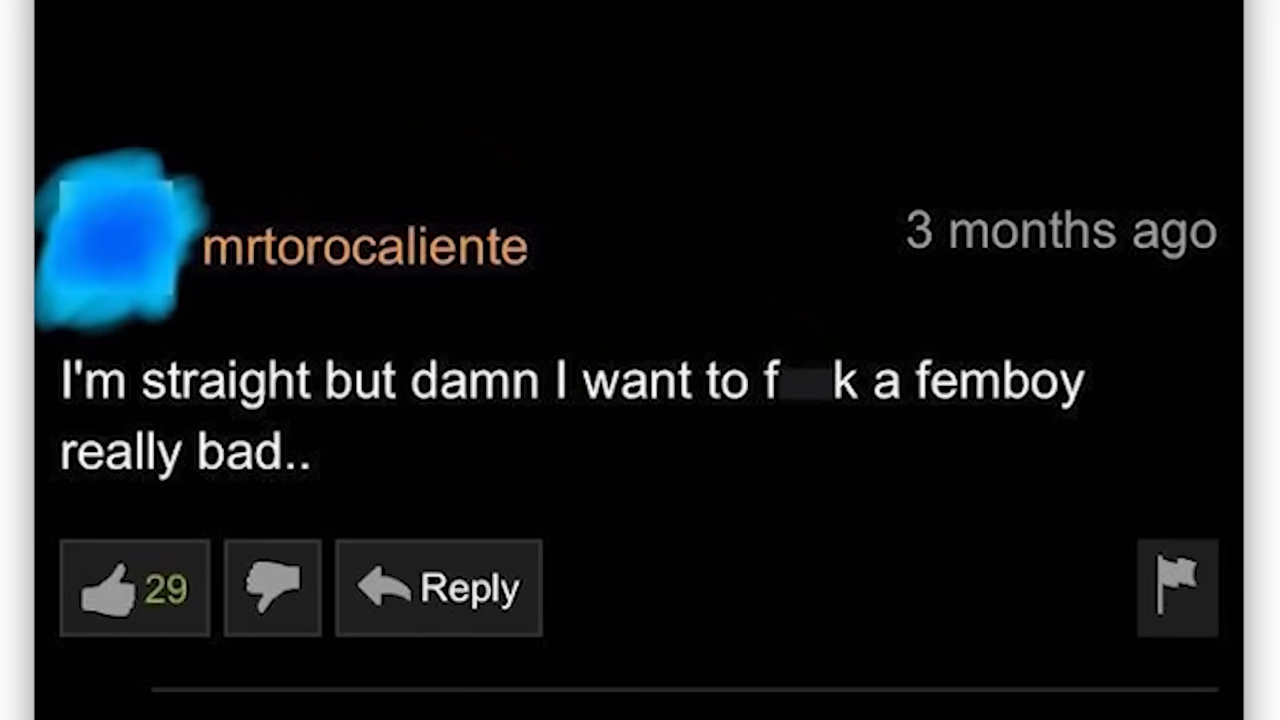 mrtorocaliente
3 months ago
I'm straight but damn I want to f k a femboy
really bad..
29
Reply